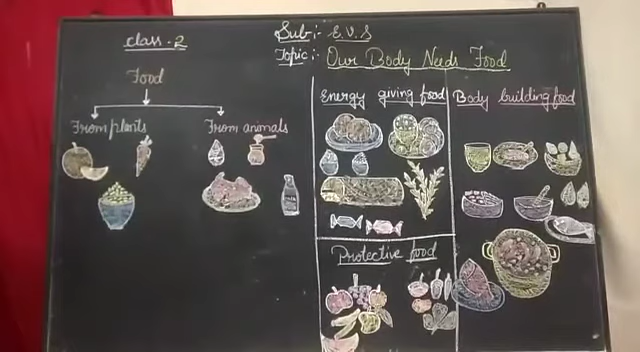 Class - 2
Sub:- E.V.S
Topic:- Our Body Needs Food
Food
From plants
From animals
Energy giving food
Body building food
Protective food